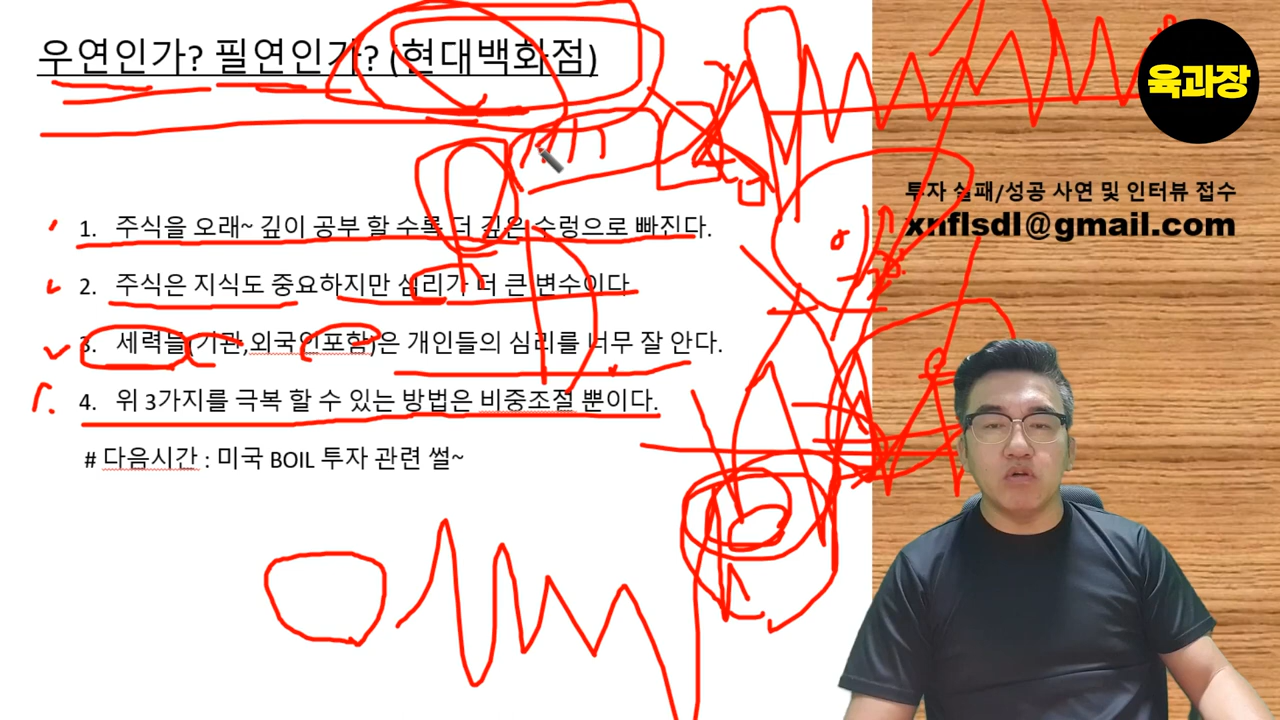 우연인가? 필연인가? (현대백화점)
육과장
투자 실패/성공 사연 및 인터뷰 접수
xnflsdl@gmail.com
1. 주식을 오래~ 깊이 공부 할 수록 더 깊은 수렁으로 빠진다.
2. 주식은 지식도 중요하지만 심리가 더 큰 변수이다
3. 세력들(기관,외국인포함)은 개인들의 심리를 너무 잘 안다.
4. 위 3가지를 극복 할 수 있는 방법은 비중조절 뿐이다.
# 다음시간 : 미국 BOIL 투자 관련 썰~